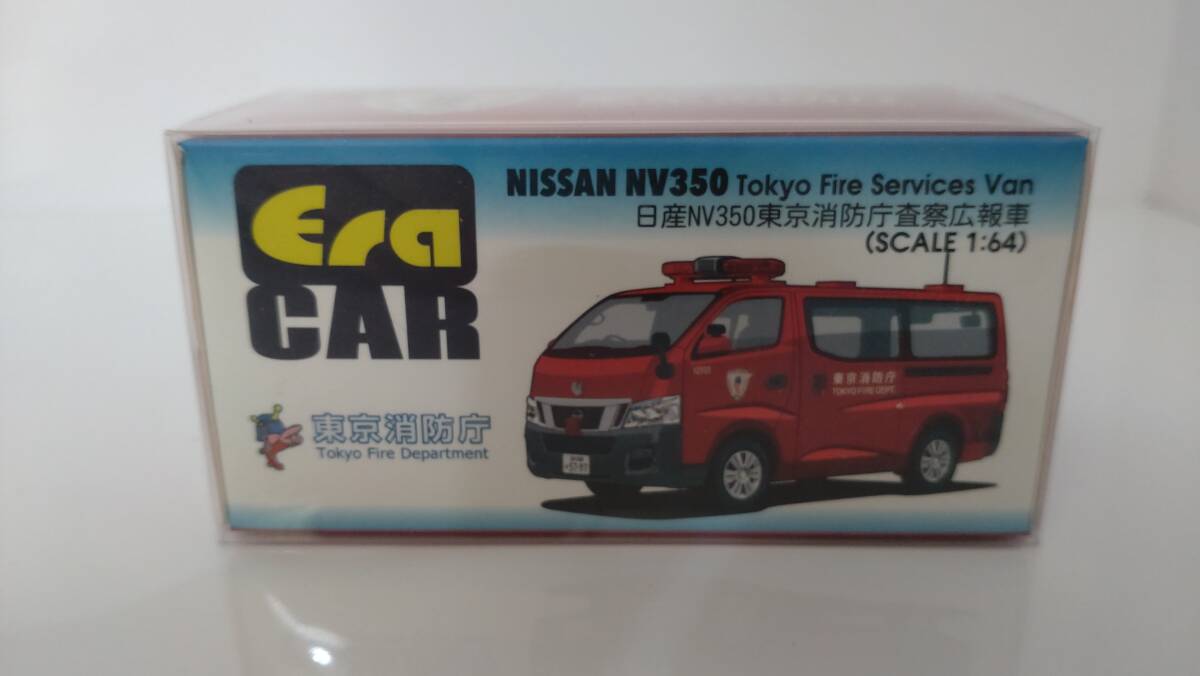 Era
CAR
NISSAN NV350 Tokyo Fire Services Van
日産NV350東京消防庁査察広報車
(SCALE 1:64)
東京消防庁
TOKYO FIRE DEPT.
東京消防庁
Tokyo Fire Department